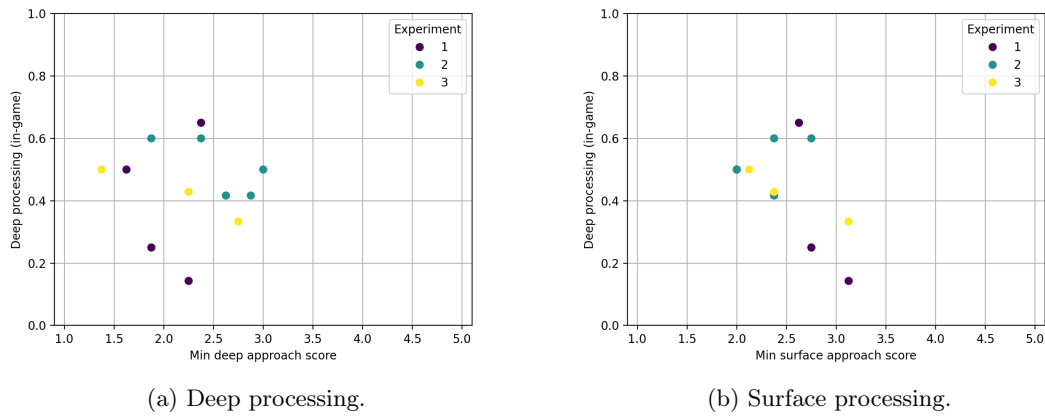 1.0
0.8
0.6
0.4
0.2
0.0
Deep processing (in-game)
1.0 1.5 2.0 2.5 3.0 3.5 4.0 4.5 5.0
Min deep approach score
Experiment
1
2
3
(a) Deep processing.
1.0
0.8
0.6
0.4
0.2
0.0
Deep processing (in-game)
1.0 1.5 2.0 2.5 3.0 3.5 4.0 4.5 5.0
Min surface approach score
Experiment
1
2
3
(b) Surface processing.